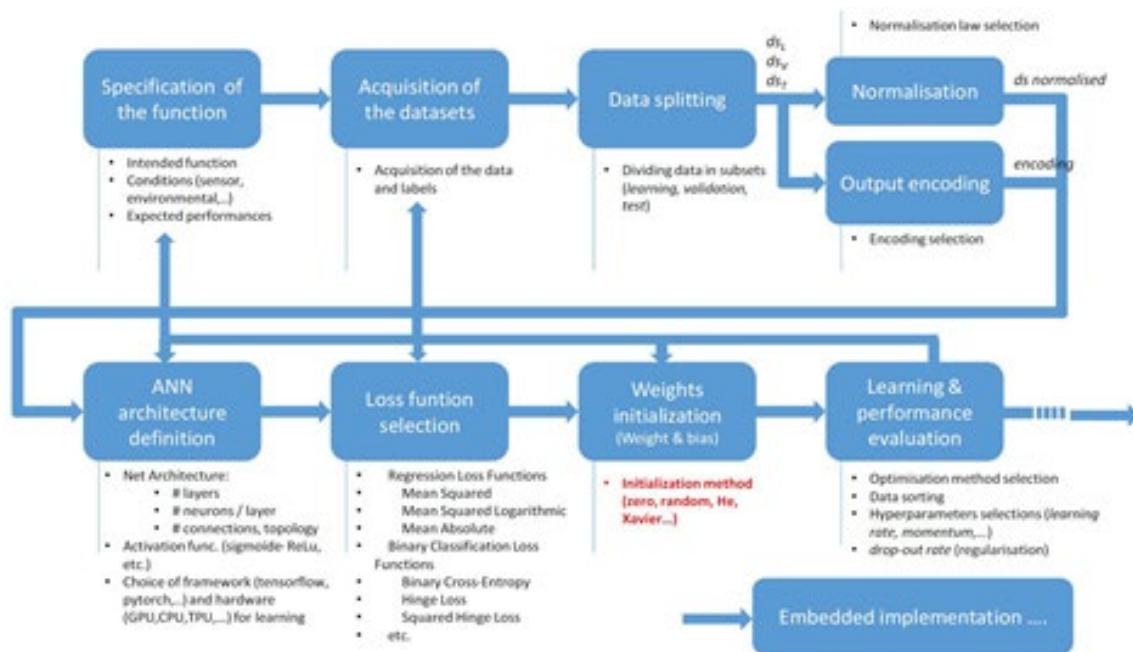 Specification of
the function
• Intended function
• Conditions (sensor,
environmental,..)
• Expected performances
Acquisition
of the datasets
• Acquisition of the data
and labels
Data splitting
• Dividing data in subsets
(learning, validation,
test)
ds_L
ds_V
ds_t
• Normalisation law selection
Normalisation
ds normalised
Output encoding
encoding
• Encoding selection
ANN
architecture
definition
• Net Architecture:
• # layers
• # neurons / layer
• # connections, topology
• Activation func. (sigmoide- ReLu,
etc.)
• Choice of framework (tensorflow,
pytorch,..) and hardware
(GPU,CPU,TPU,...) for learning
Loss funtion
selection
• Regression Loss Functions
• Mean Squared
• Mean Squared Logarithmic
• Mean Absolute
• Binary Classification Loss
Functions
• Binary Cross-Entropy
• Hinge Loss
• Squared Hinge Loss
• etc.
Weights
initialization
(Weight & bias)
• Initialization method
(zero, random, He,
Xavier...)
Learning &
performance
evaluation
• Optimisation method selection
• Data sorting
• Hyperparameters selections (learning
rate, momentum,...)
• drop-out rate (regularisation)
Embedded implementation ....